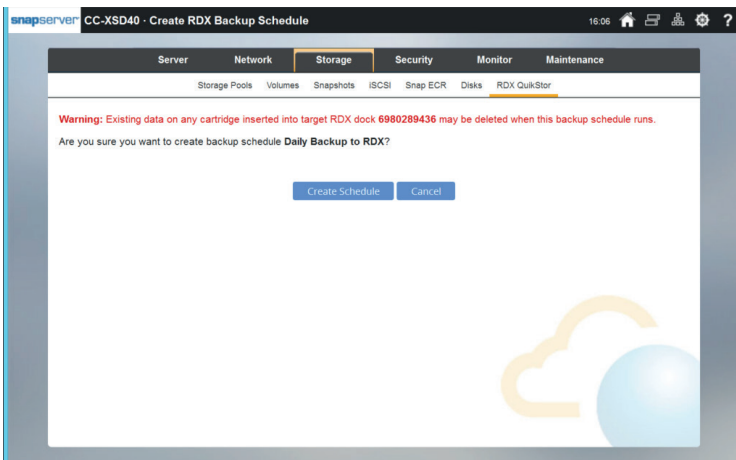 snapserver™ CC-XSD40 · Create RDX Backup Schedule 16:06 ?
Server Network Storage Security Monitor Maintenance
Storage Pools Volumes Snapshots iSCSI Snap ECR Disks RDX QuikStor
Warning: Existing data on any cartridge inserted into target RDX dock 6980289436 may be deleted when this backup schedule runs.
Are you sure you want to create backup schedule Daily Backup to RDX?
Create Schedule Cancel